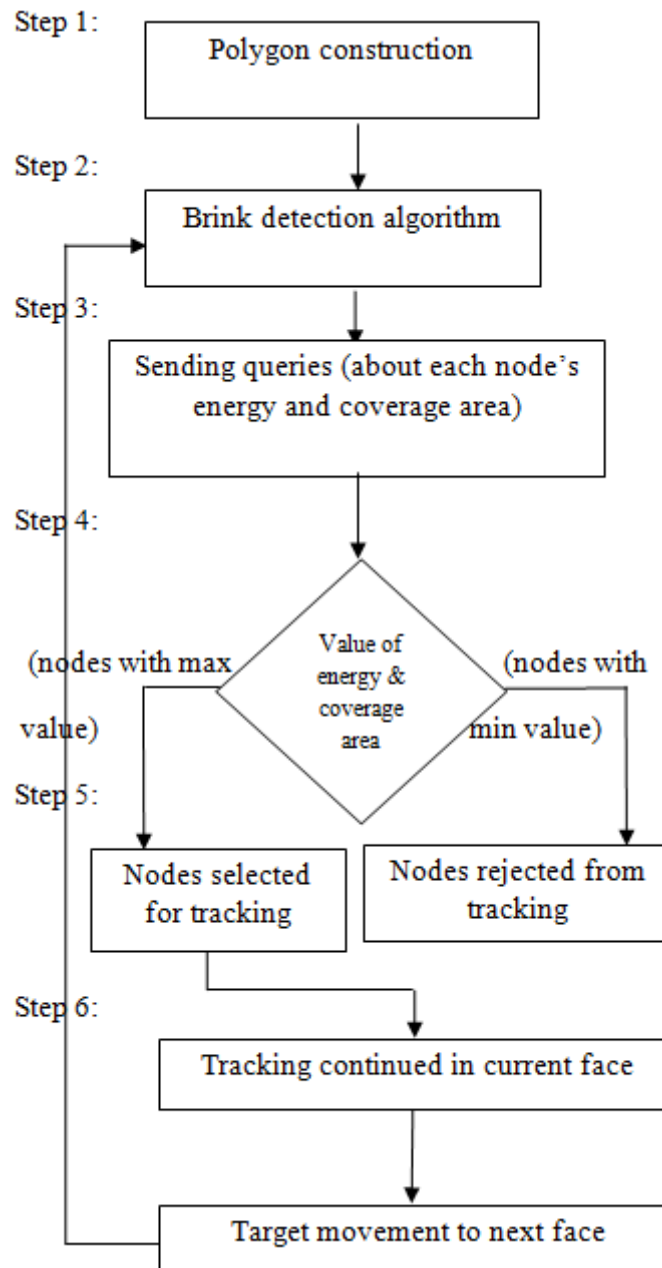 Step 1:
Polygon construction
Step 2:
Brink detection algorithm
Step 3:
Sending queries (about each node’s
energy and coverage area)
Step 4:
Value of
energy &
coverage
area
(nodes with max
value)
(nodes with
min value)
Step 5:
Nodes selected
for tracking
Nodes rejected from
tracking
Step 6:
Tracking continued in current face
Target movement to next face